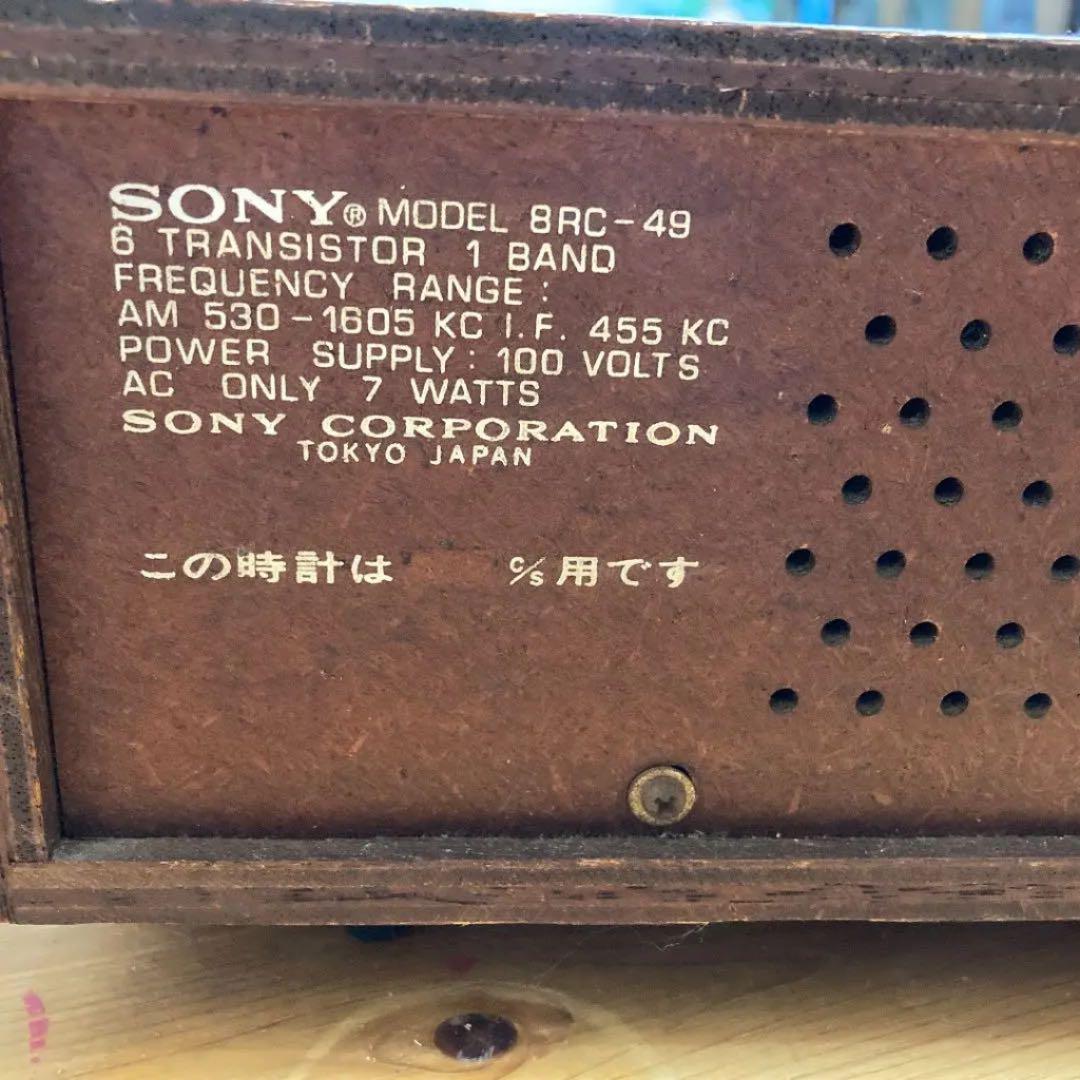 SONY® MODEL 8RC-49
6 TRANSISTOR 1 BAND
FREQUENCY RANGE :
AM 530-1605 KC I.F. 455 KC
POWER SUPPLY : 100 VOLTS
AC ONLY 7 WATTS
SONY CORPORATION
TOKYO JAPAN
この時計は c/s用です